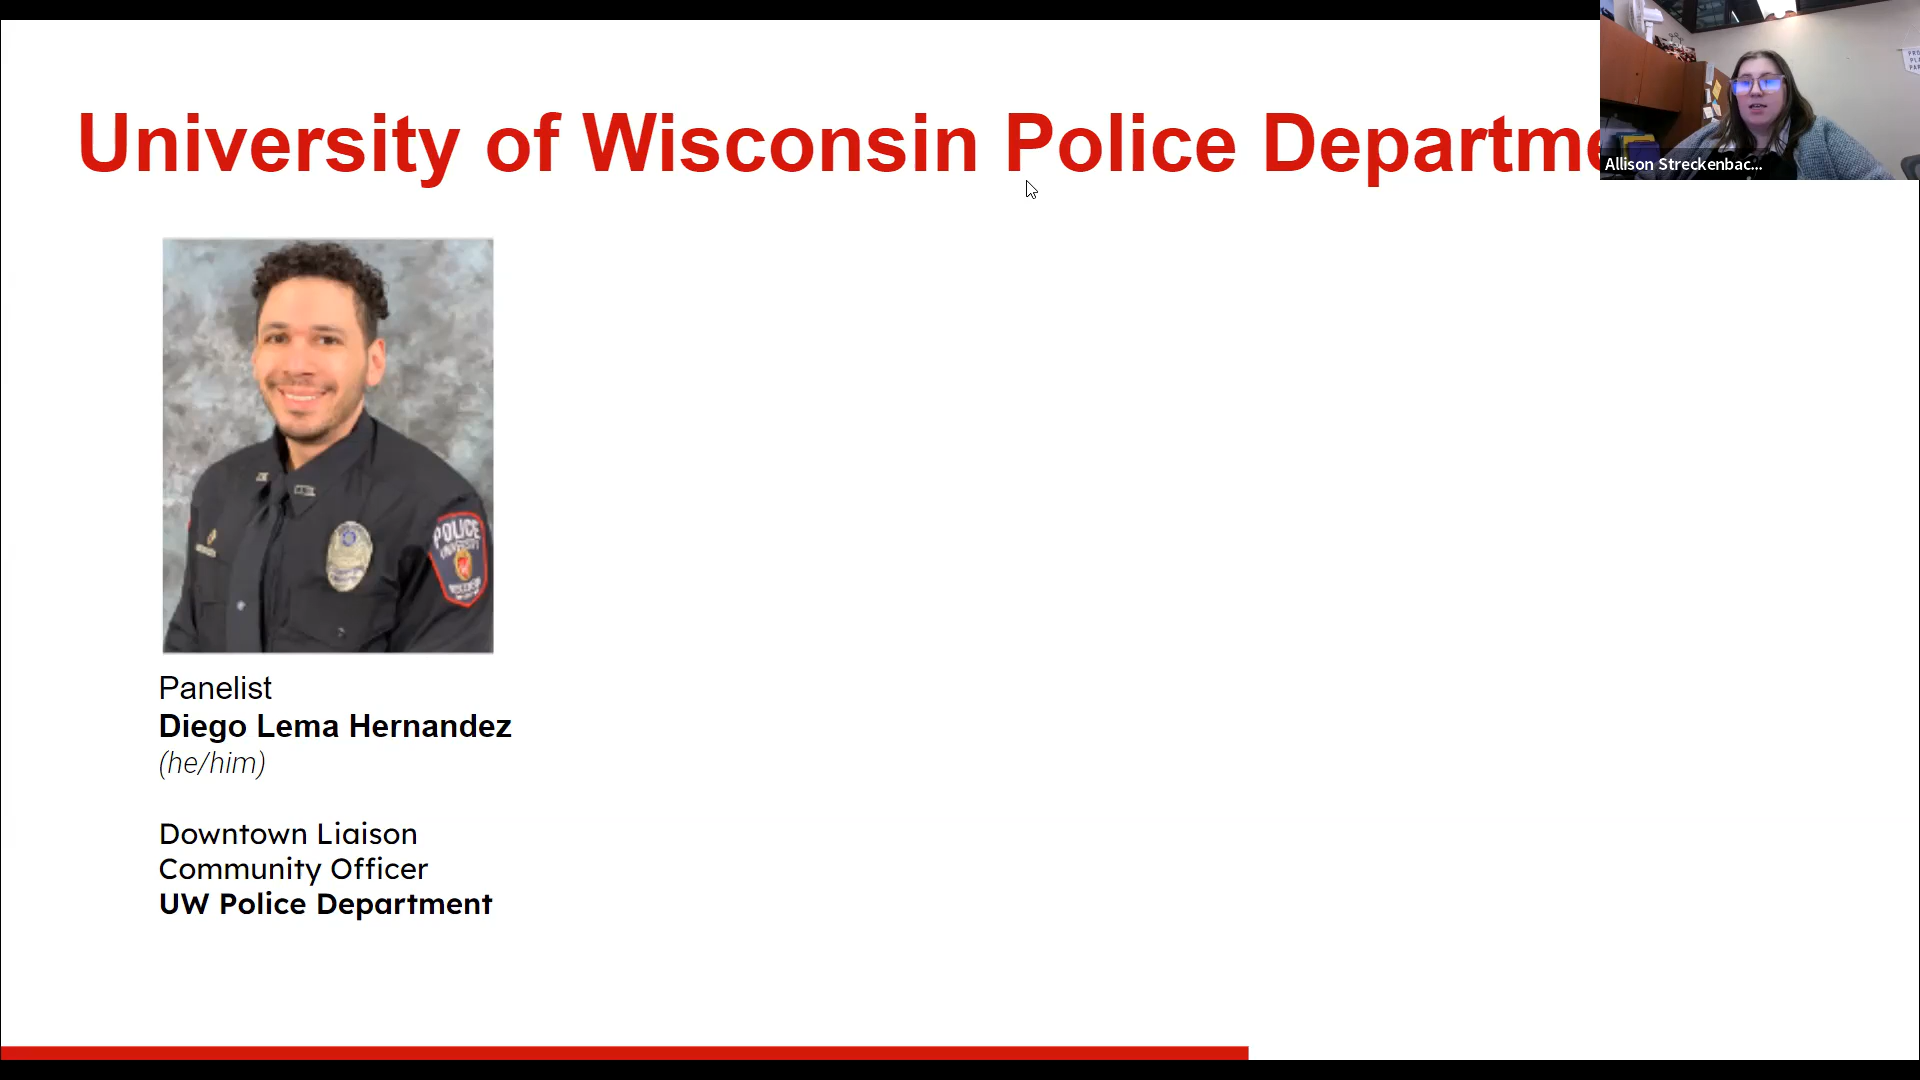 University of Wisconsin Police Departme
Allison Streckenbac...
POLICE
Panelist
Diego Lema Hernandez
(he/him)
Downtown Liaison
Community Officer
UW Police Department